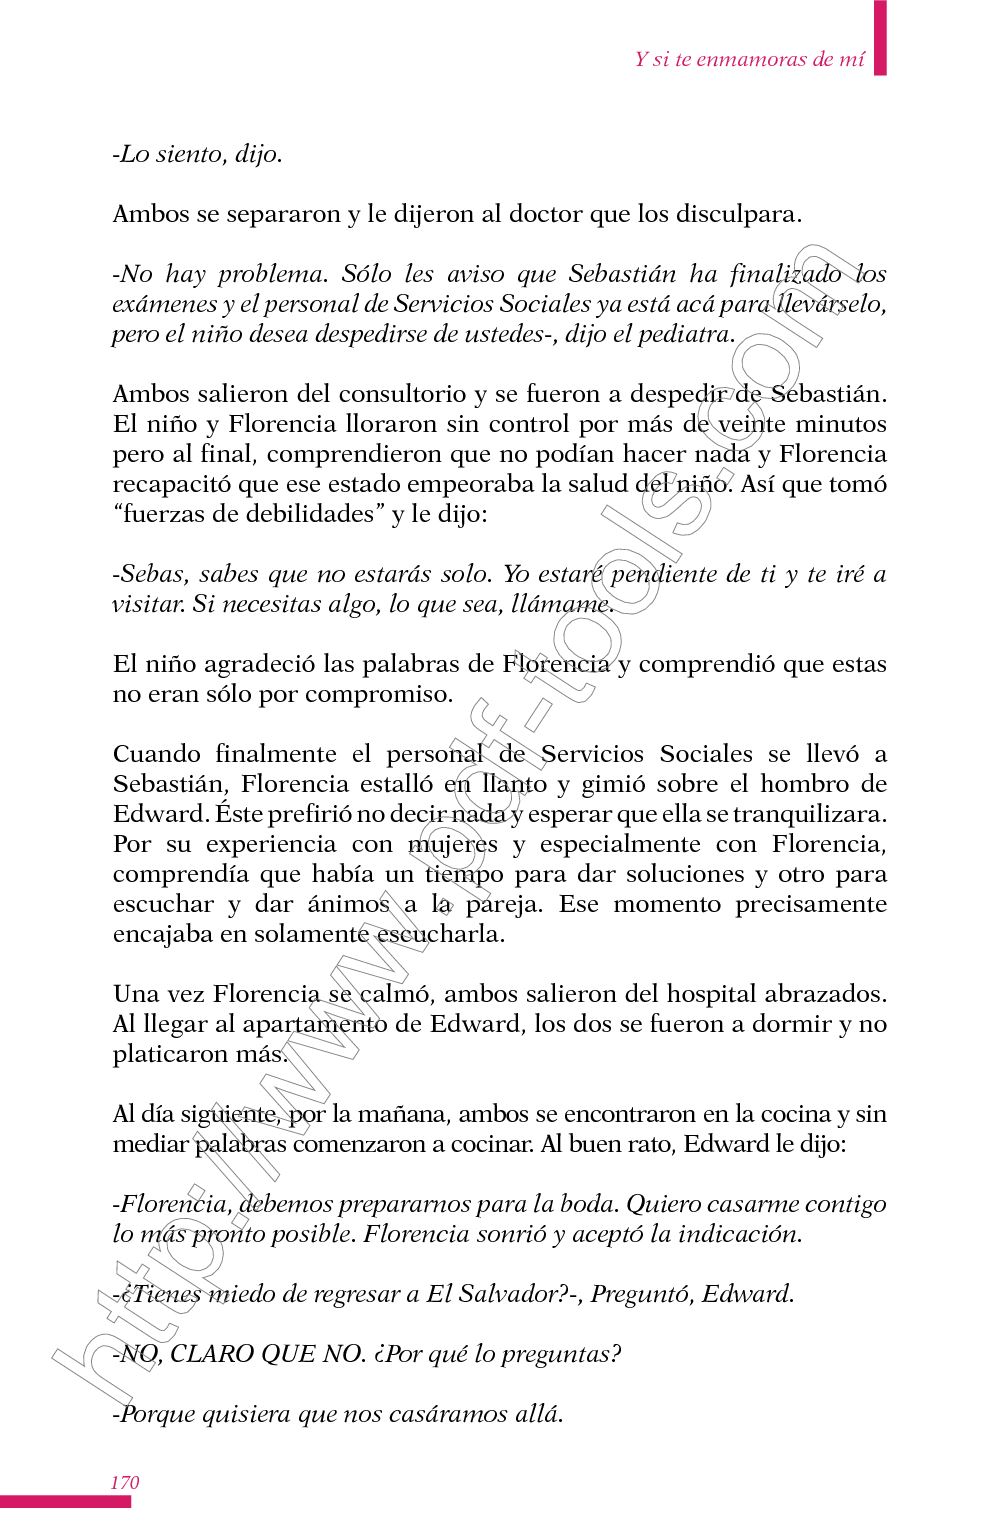 Y si te enmamoras de mí
-Lo siento, dijo.
Ambos se separaron y le dijeron al doctor que los disculpara.
-No hay problema. Sólo les aviso que Sebastián ha finalizado los
exámenes y el personal de Servicios Sociales ya está acá para llevárselo,
pero el niño desea despedirse de ustedes-, dijo el pediatra.
Ambos salieron del consultorio y se fueron a despedir de Sebastián.
El niño y Florencia lloraron sin control por más de veinte minutos
pero al final, comprendieron que no podían hacer nada y Florencia
recapacitó que ese estado empeoraba la salud del niño. Así que tomó
“fuerzas de debilidades” y le dijo:
-Sebas, sabes que no estarás solo. Yo estaré pendiente de ti y te iré a
visitar. Si necesitas algo, lo que sea, llámame.
El niño agradeció las palabras de Florencia y comprendió que estas
no eran sólo por compromiso.
Cuando finalmente el personal de Servicios Sociales se llevó a
Sebastián, Florencia estalló en llanto y gimió sobre el hombro de
Edward. Éste prefirió no decir nada y esperar que ella se tranquilizara.
Por su experiencia con mujeres y especialmente con Florencia,
comprendía que había un tiempo para dar soluciones y otro para
escuchar y dar ánimos a la pareja. Ese momento precisamente
encajaba en solamente escucharla.
Una vez Florencia se calmó, ambos salieron del hospital abrazados.
Al llegar al apartamento de Edward, los dos se fueron a dormir y no
platicaron más.
Al día siguiente, por la mañana, ambos se encontraron en la cocina y sin
mediar palabras comenzaron a cocinar. Al buen rato, Edward le dijo:
-Florencia, debemos prepararnos para la boda. Quiero casarme contigo
lo más pronto posible. Florencia sonrió y aceptó la indicación.
-¿Tienes miedo de regresar a El Salvador?-, Preguntó, Edward.
-NO, CLARO QUE NO. ¿Por qué lo preguntas?
-Porque quisiera que nos casáramos allá.
170
http://www.pdf-tools.com